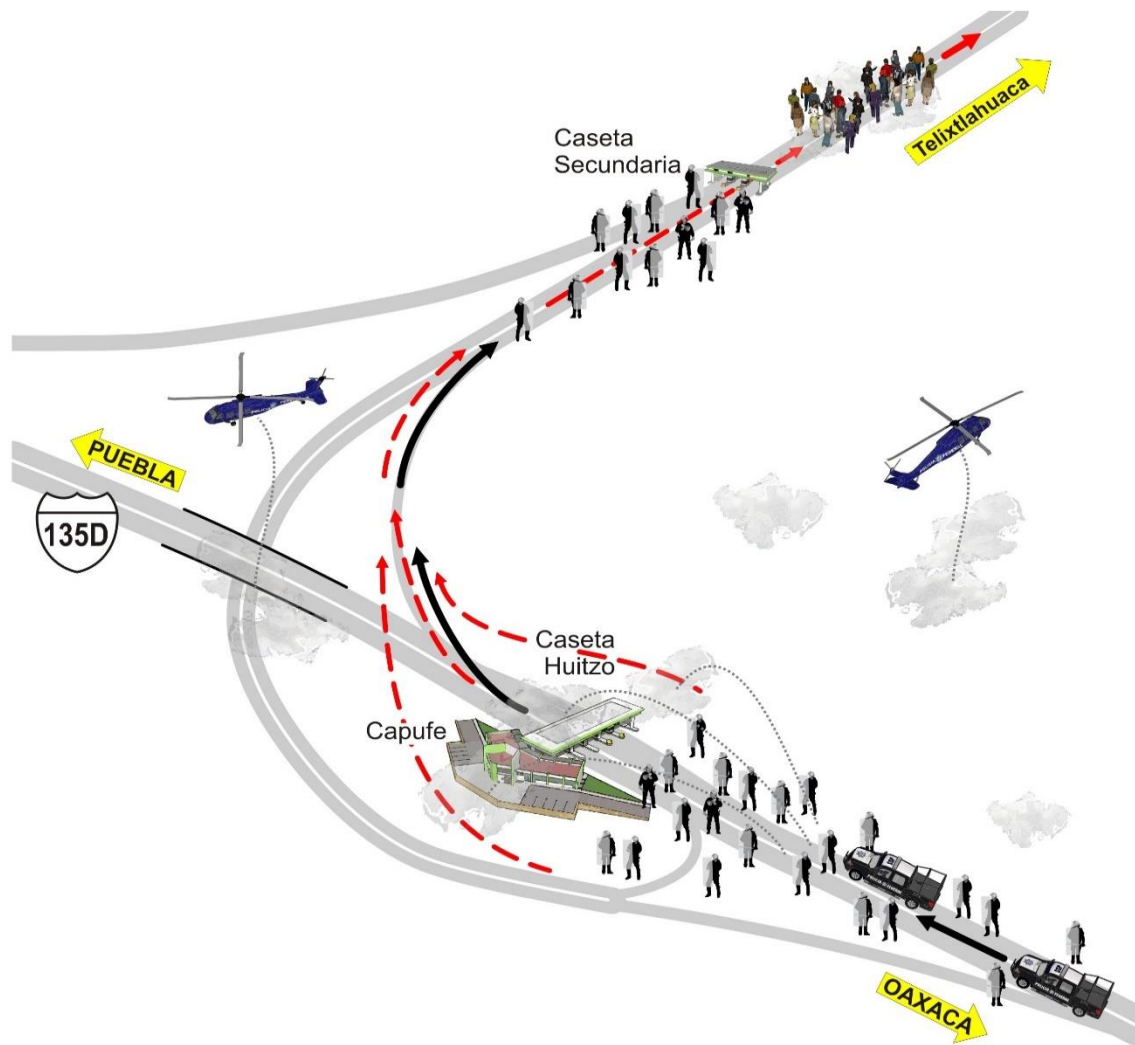 Telixtlahuaca
Caseta
Secundaria
PUEBLA
135D
Caseta
Huitzo
Capufe
OAXACA